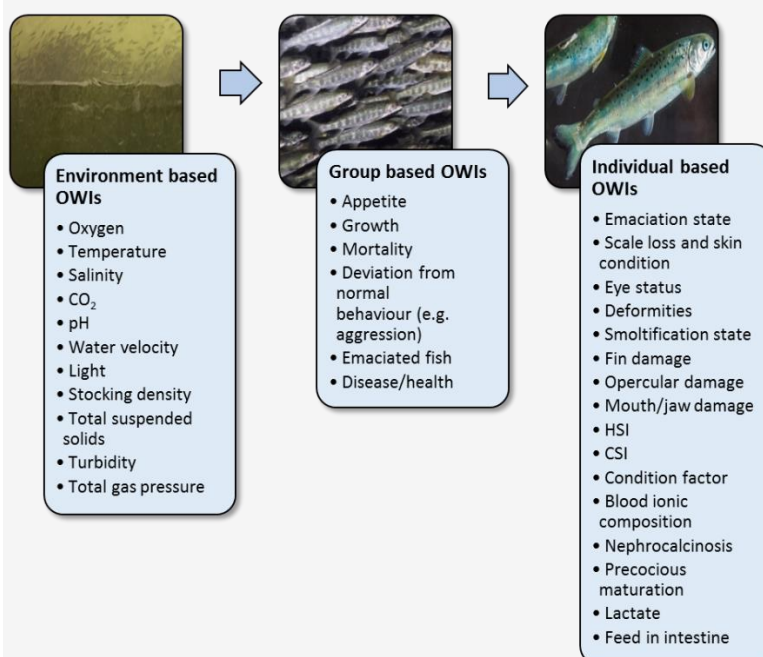 Environment based
OWIs
• Oxygen
• Temperature
• Salinity
• CO₂
• pH
• Water velocity
• Light
• Stocking density
• Total suspended
solids
• Turbidity
• Total gas pressure
Group based OWIs
• Appetite
• Growth
• Mortality
• Deviation from
normal
behaviour (e.g.
aggression)
• Emaciated fish
• Disease/health
Individual based
OWIs
• Emaciation state
• Scale loss and skin
condition
• Eye status
• Deformities
• Smoltification state
• Fin damage
• Opercular damage
• Mouth/jaw damage
• HSI
• CSI
• Condition factor
• Blood ionic
composition
• Nephrocalcinosis
• Precocious
maturation
• Lactate
• Feed in intestine